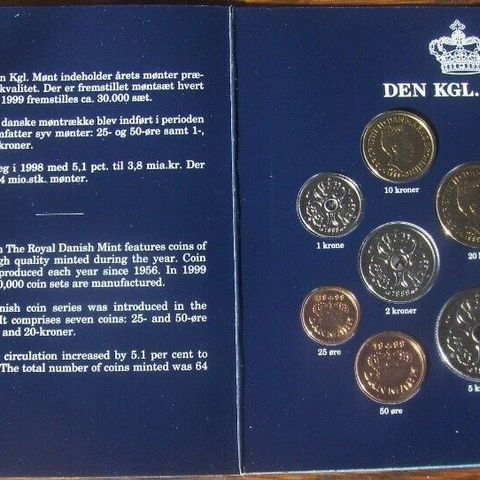 n Kgl. Mønt indeholder årets mønter præ-
kvalitet. Der er fremstillet møntsæt hvert
1999 fremstilles ca. 30.000 sæt.
danske møntrække blev indført i perioden
nfatter syv mønter: 25- og 50-øre samt 1-,
kroner.
eg i 1998 med 5,1 pct. til 3,8 mia.kr. Der
4 mio.stk. mønter.
n The Royal Danish Mint features coins of
gh quality minted during the year. Coin
produced each year since 1956. In 1999
0,000 coin sets are manufactured.
nish coin series was introduced in the
It comprises seven coins: 25- and 50-øre
and 20-kroner.
circulation increased by 5.1 per cent to
The total number of coins minted was 64
DEN KGL.
10 kroner
1 krone
20 k
2 kroner
25 øre
5 k
50 øre